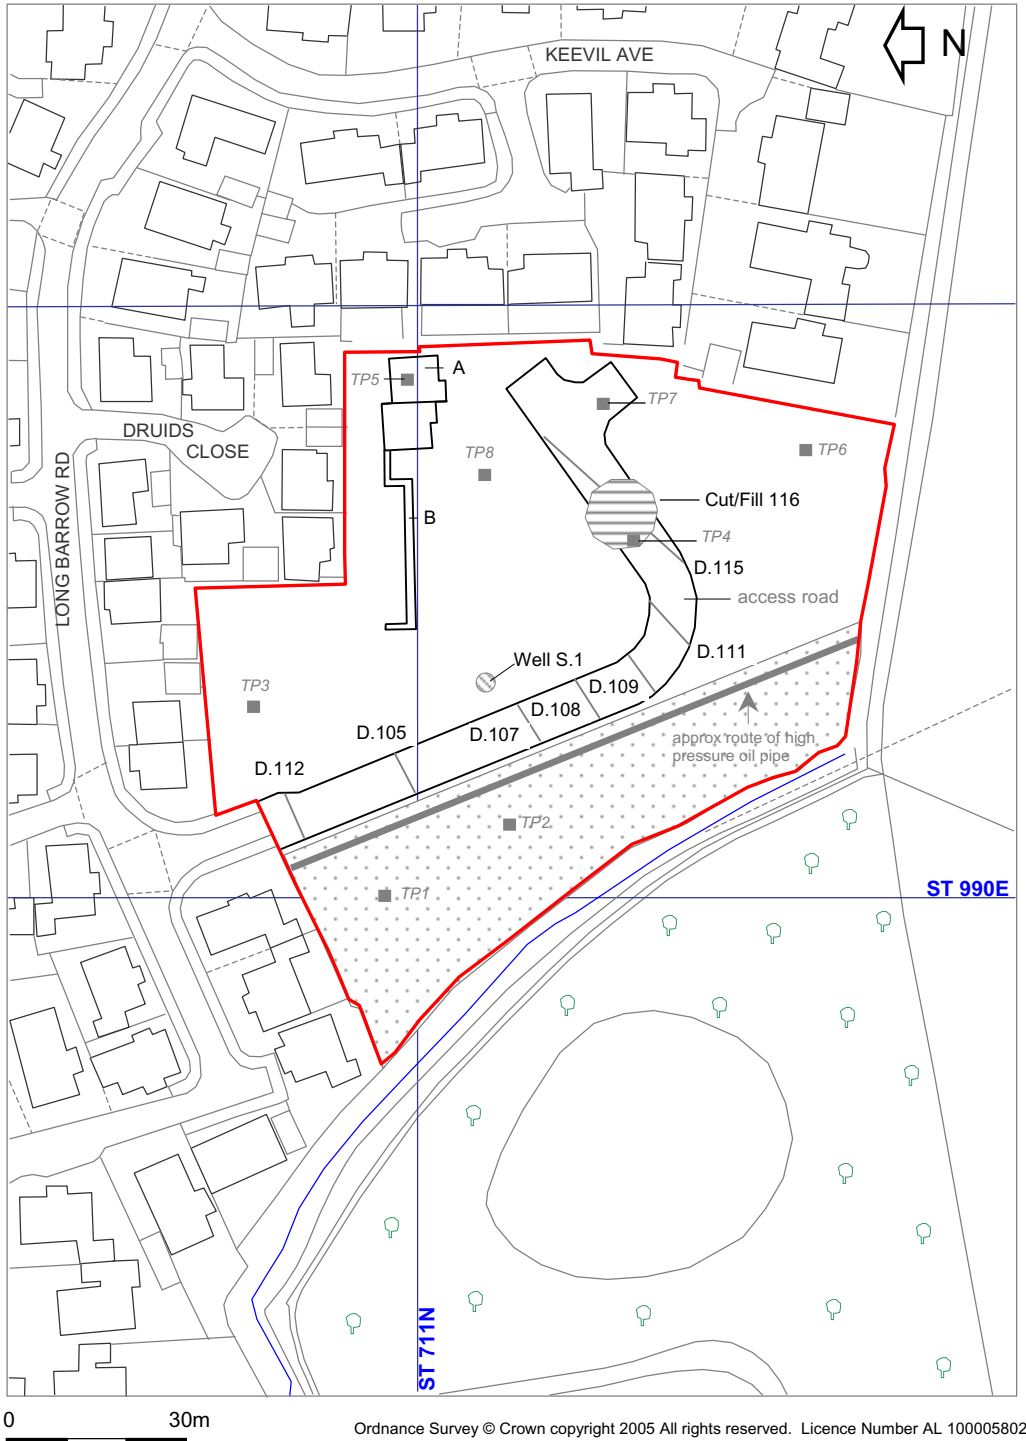 KEEVIL AVE
N
A
TP5
TP7
DRUIDS
CLOSE
TP8
TP6
LONG BARROW RD
Cut/Fill 116
B
TP4
D.115
access road
D.111
Well S.1
D.109
TP3
D.108
D.105
D.107
approx route of high
pressure oil pipe
D.112
TP2
TP1
ST 990E
ST 711N
0
30m
Ordnance Survey © Crown copyright 2005 All rights reserved. Licence Number AL 100005802